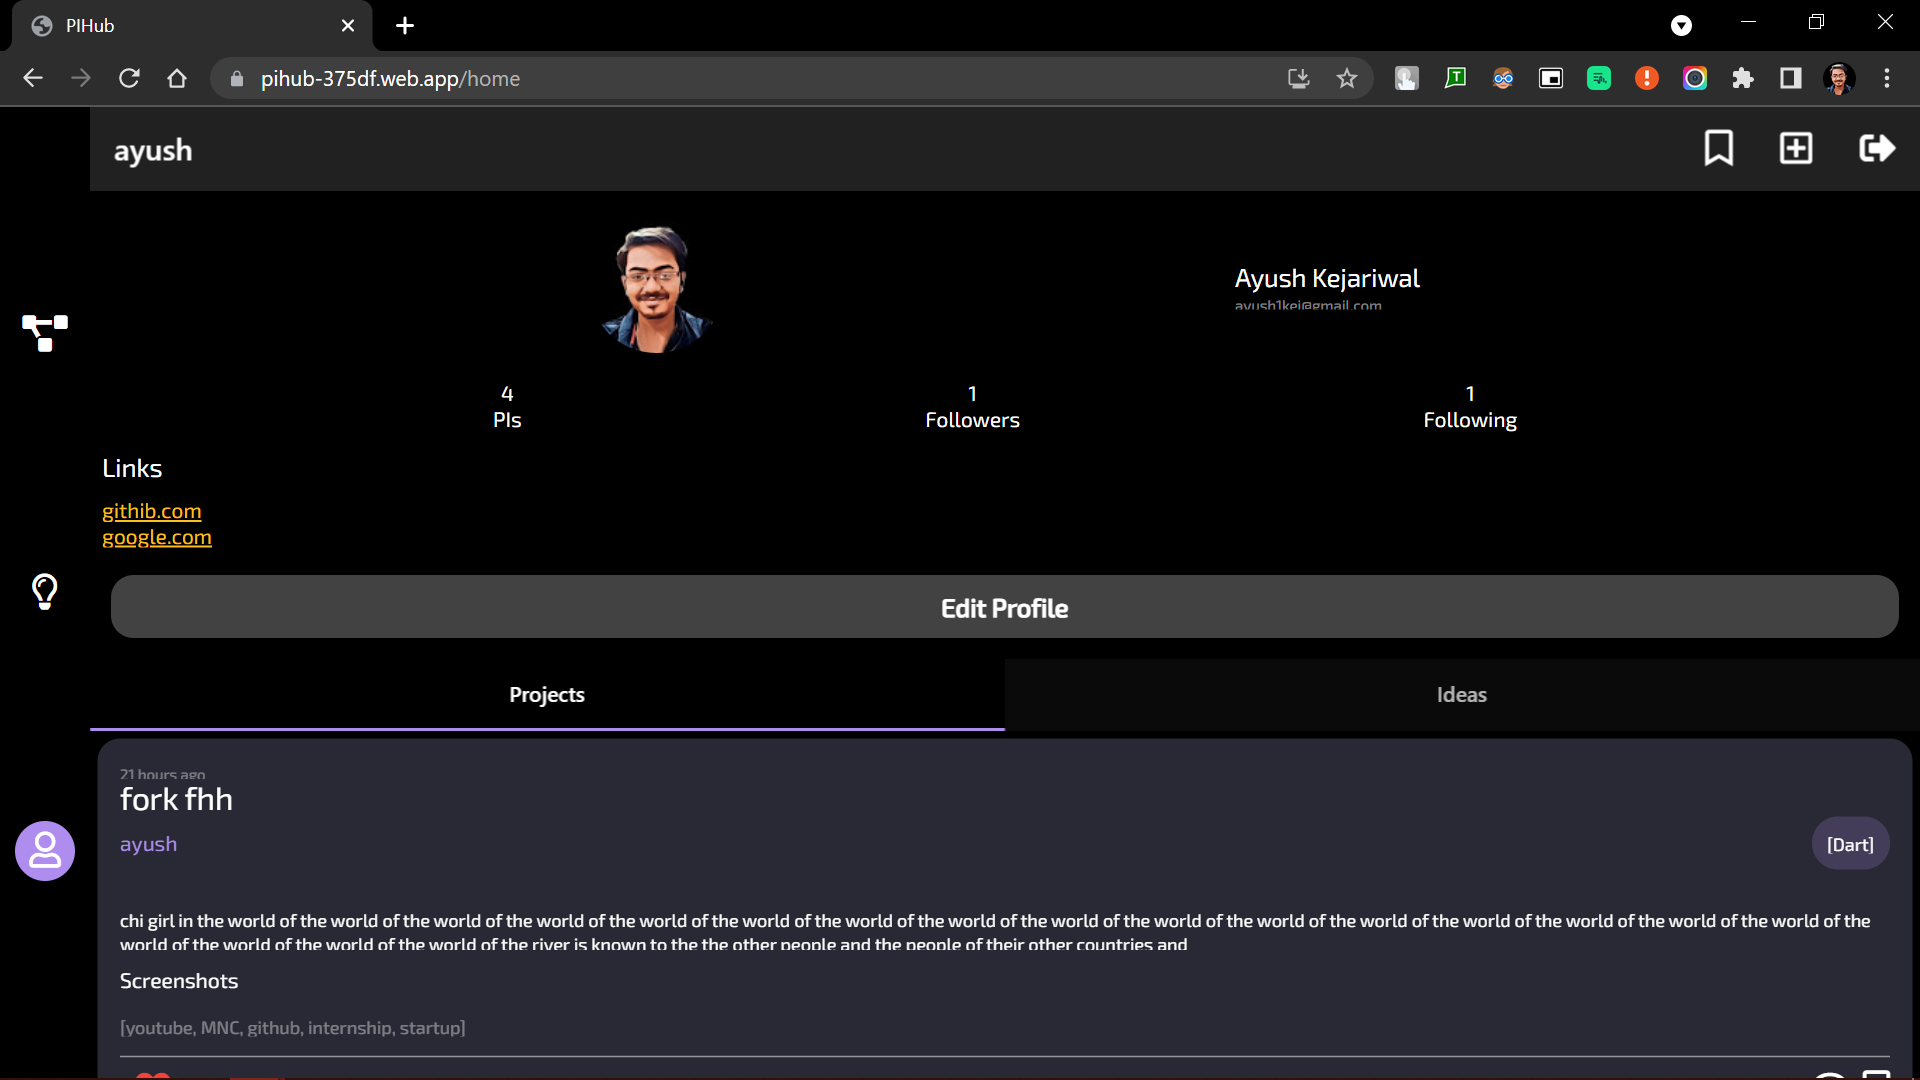 PIHub
pihub-375df.web.app/home
ayush
Ayush Kejariwal
ayush1kej@gmail.com
4
PIs
1
Followers
1
Following
Links
githib.com
google.com
Edit Profile
Projects
Ideas
21 hours ago
fork fhh
ayush
[Dart]
chi girl in the world of the world of the world of the world of the world of the world of the world of the world of the world of the world of the world of the world of the world of the world of the world of the world of the
world of the world of the world of the world of the river is known to the the other people and the people of their other countries and
Screenshots
[youtube, MNC, github, internship, startup]